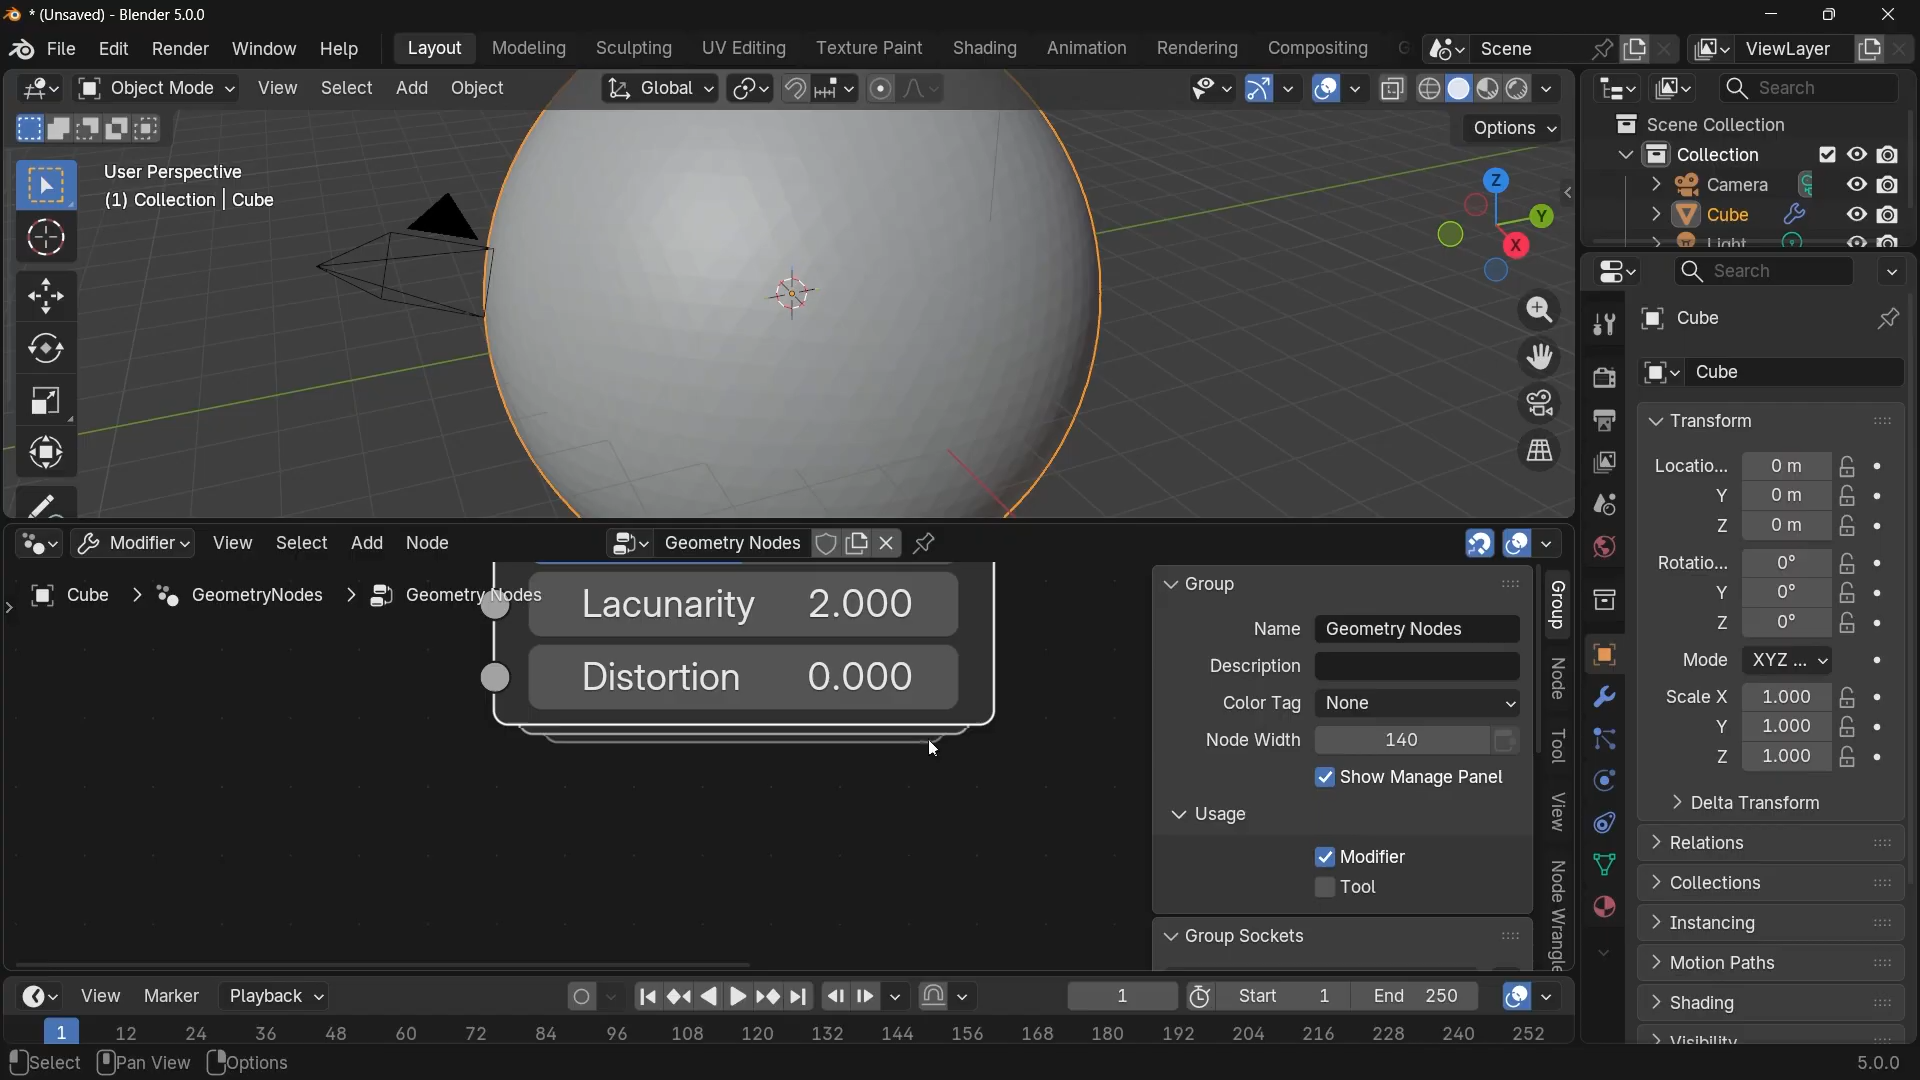 * (Unsaved) - Blender 5.0.0
File Edit Render Window Help Layout Modeling Sculpting UV Editing Texture Paint Shading Animation Rendering Compositing Scene ViewLayer
Object Mode View Select Add Object Global Search
Options
User Perspective
(1) Collection | Cube
Z
Y
X
Scene Collection
Collection
Camera
Cube
Light
Search
Cube
Cube
Transform
Locatio... 0 m
Y 0 m
Z 0 m
Rotatio... 0°
Y 0°
Z 0°
Mode XYZ ...
Scale X 1.000
Y 1.000
Z 1.000
Delta Transform
Relations
Collections
Instancing
Motion Paths
Shading
Visibility
Modifier View Select Add Node Geometry Nodes
Cube > GeometryNodes > Geometry Nodes
Lacunarity 2.000
Distortion 0.000
Group
Name Geometry Nodes
Description
Color Tag None
Node Width 140
Show Manage Panel
Usage
Modifier
Tool
Group Sockets
Group
Node
Tool
View
Node Wrangle
View Marker Playback 1 Start 1 End 250
1 12 24 36 48 60 72 84 96 108 120 132 144 156 168 180 192 204 216 228 240 252
Select Pan View Options 5.0.0